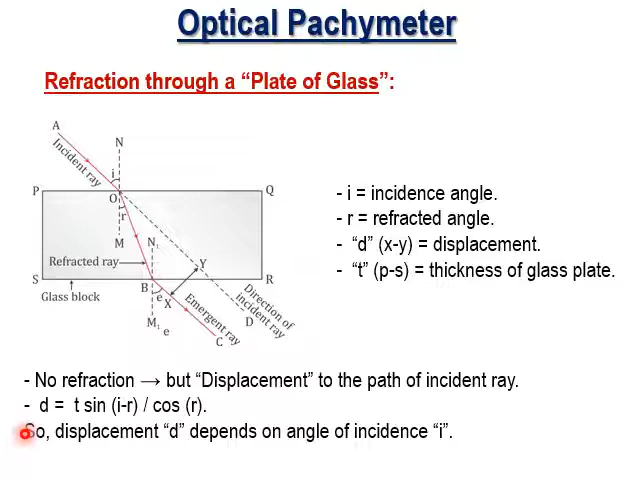 Optical Pachymeter
Refraction through a “Plate of Glass”:
A
N
Incident ray
i
P
O
Q
r
M
N₁
Refracted ray
Y
S
B
e
X
R
Glass block
Emergent ray
Direction of
incident ray
M₁
e
D
C
- i = incidence angle.
- r = refracted angle.
- “d” (x-y) = displacement.
- “t” (p-s) = thickness of glass plate.
- No refraction → but “Displacement” to the path of incident ray.
- d = t sin (i-r) / cos (r).
So, displacement “d” depends on angle of incidence “i”.